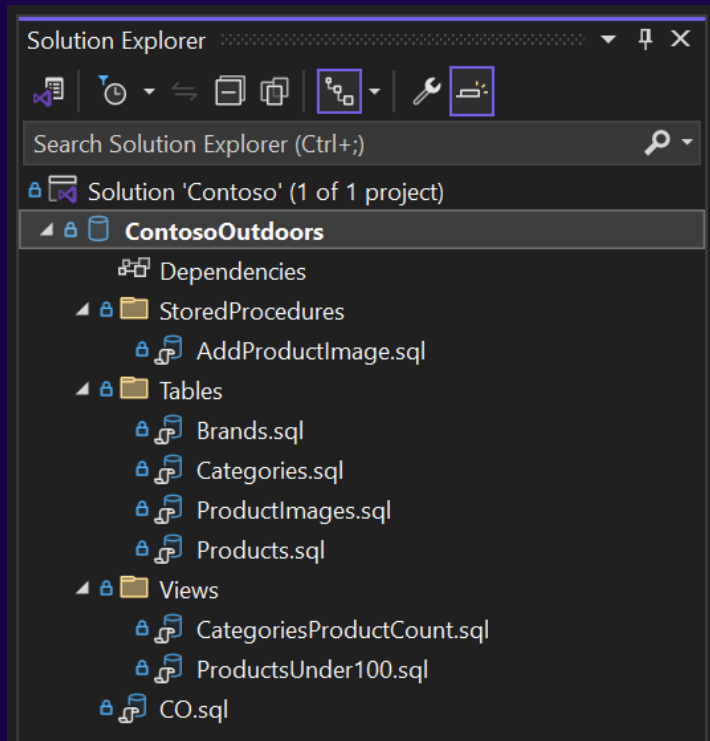 Solution Explorer
Search Solution Explorer (Ctrl+;)
Solution 'Contoso' (1 of 1 project)
ContosoOutdoors
Dependencies
StoredProcedures
AddProductImage.sql
Tables
Brands.sql
Categories.sql
ProductImages.sql
Products.sql
Views
CategoriesProductCount.sql
ProductsUnder100.sql
CO.sql